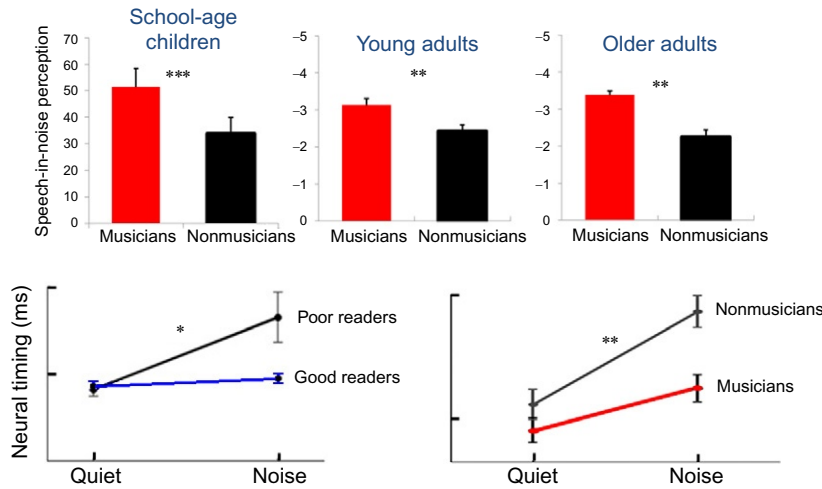 School-age
children
Young adults
Older adults
Speech-in-noise perception
70
60
50
40
30
20
10
0
***
Musicians Nonmusicians
–5
–4
–3
–2
–1
0
**
Musicians Nonmusicians
–5
–4
–3
–2
–1
0
**
Musicians Nonmusicians
Neural timing (ms)
*
Poor readers
Good readers
Quiet Noise
**
Nonmusicians
Musicians
Quiet Noise